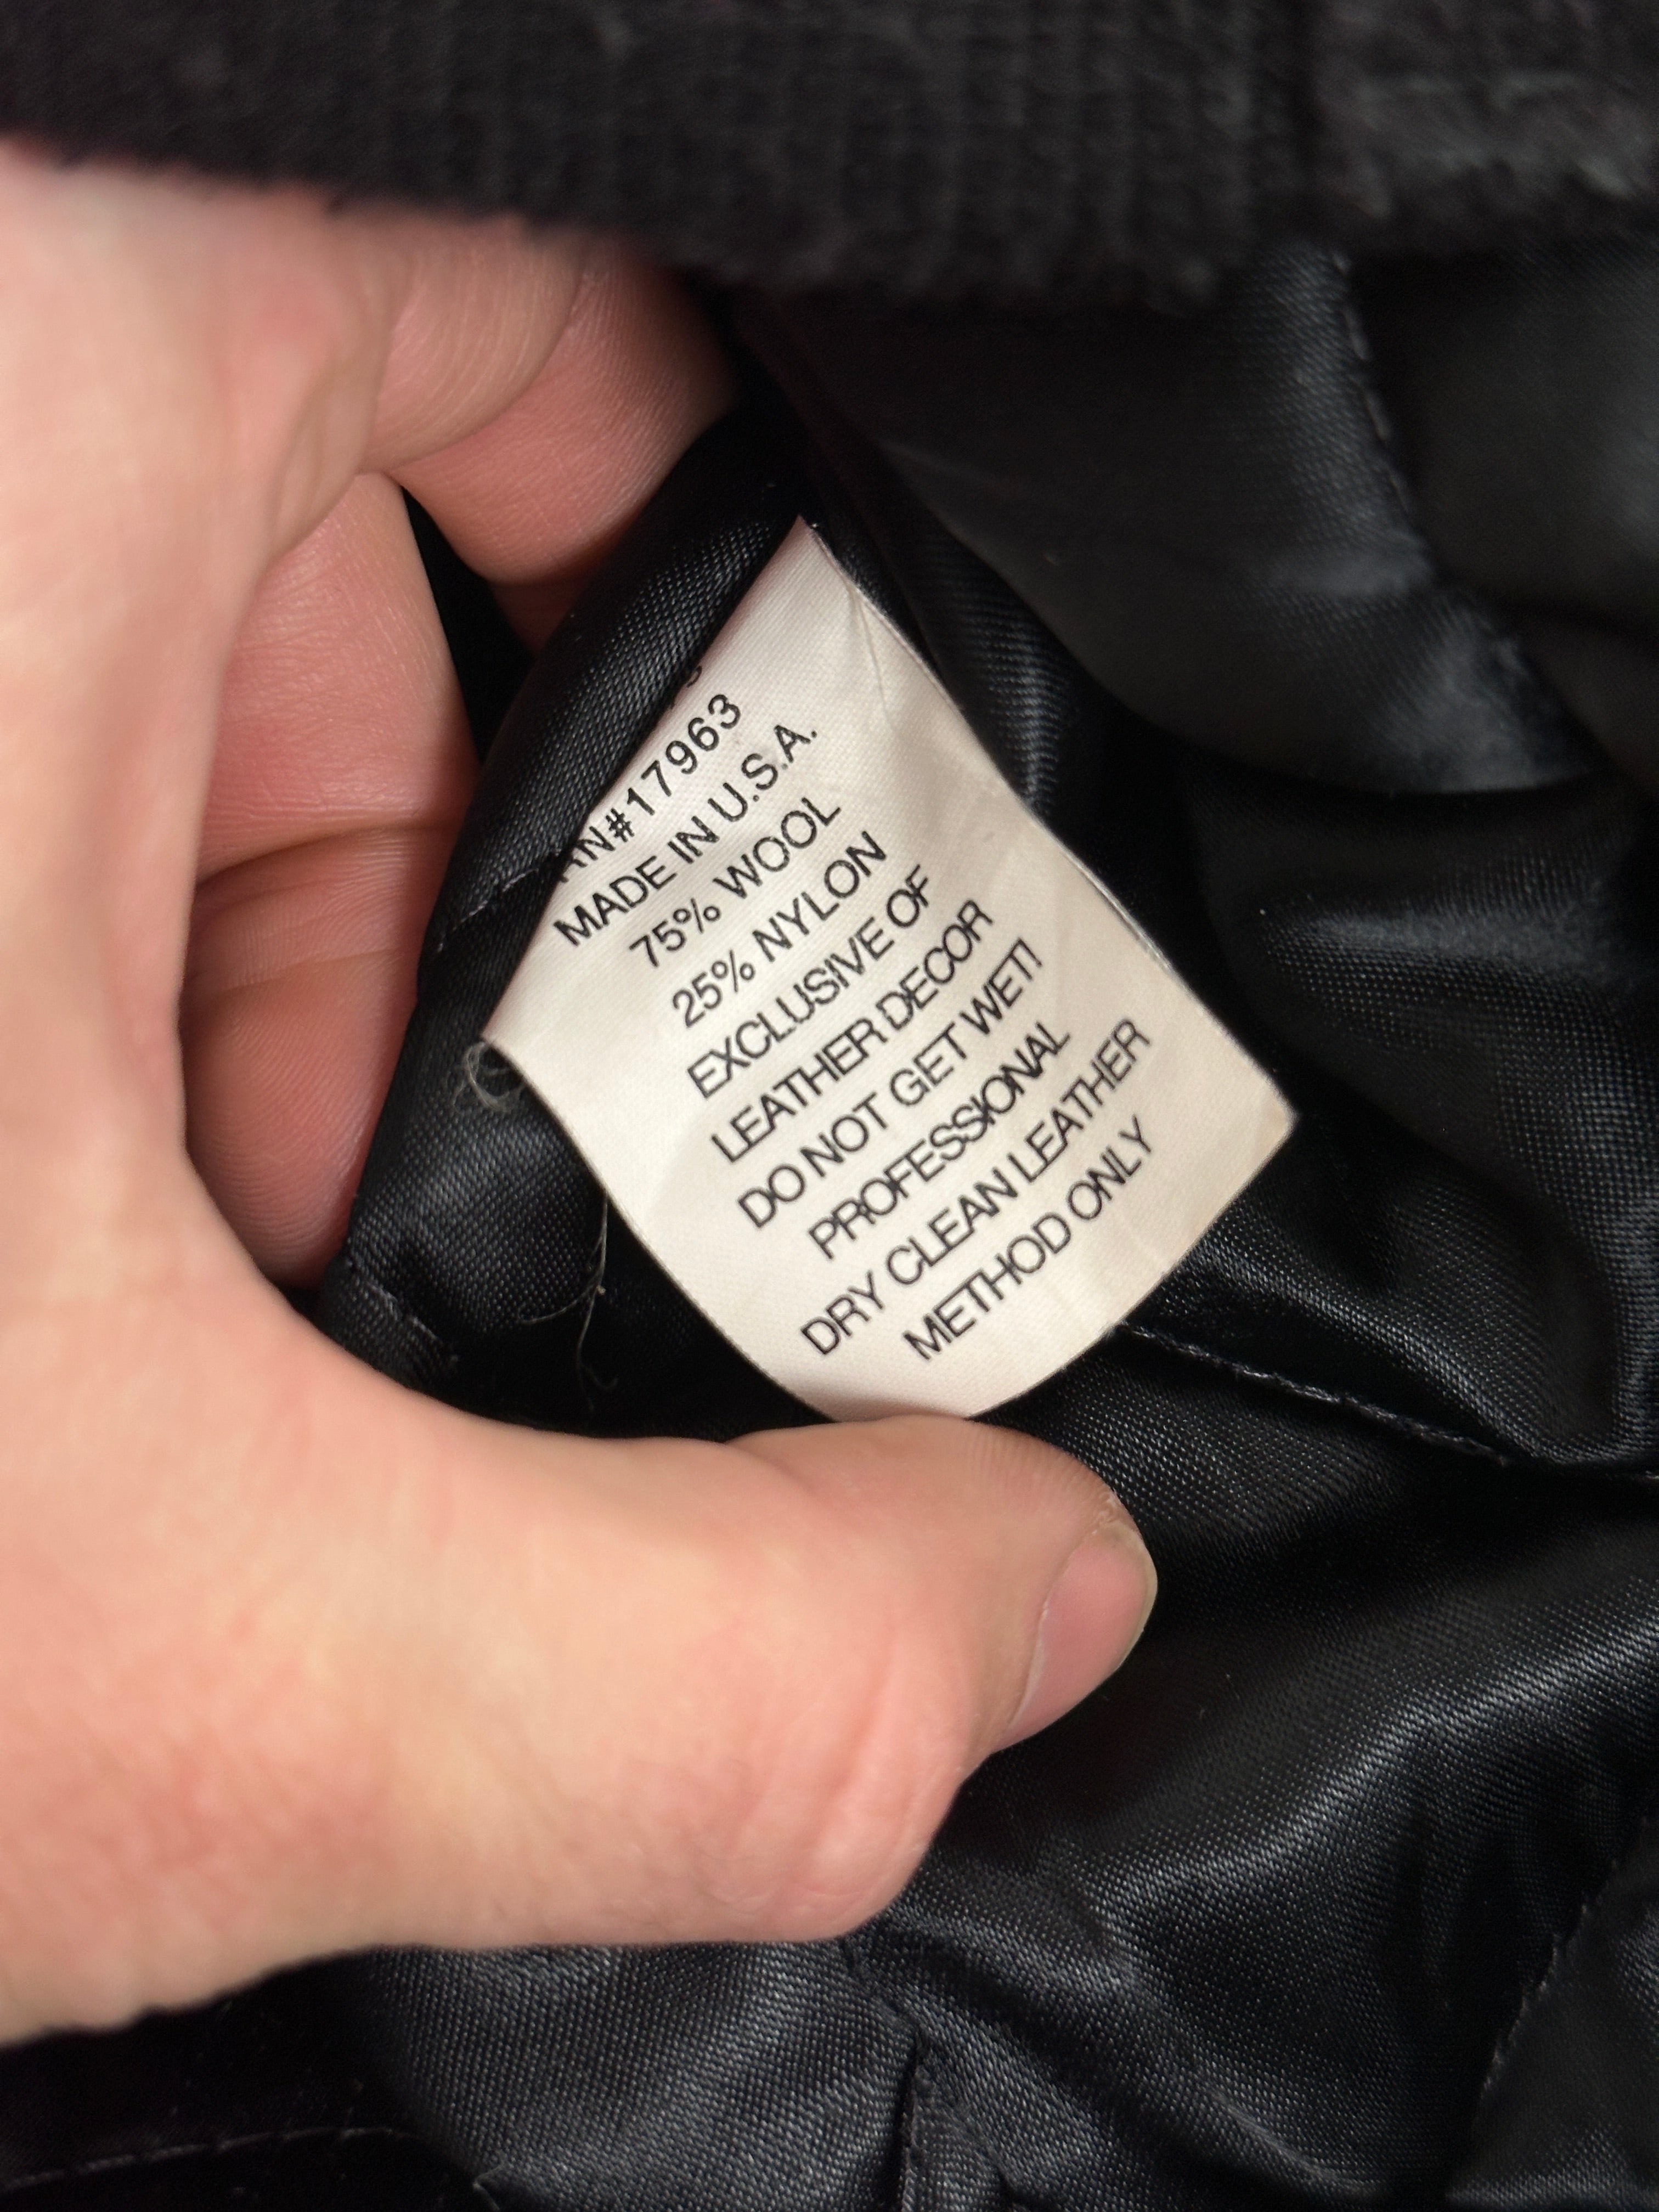 RN#17963
MADE IN U.S.A.
75% WOOL
25% NYLON
EXCLUSIVE OF
LEATHER DECOR
DO NOT GET WET!
PROFESSIONAL
DRY CLEAN LEATHER
METHOD ONLY